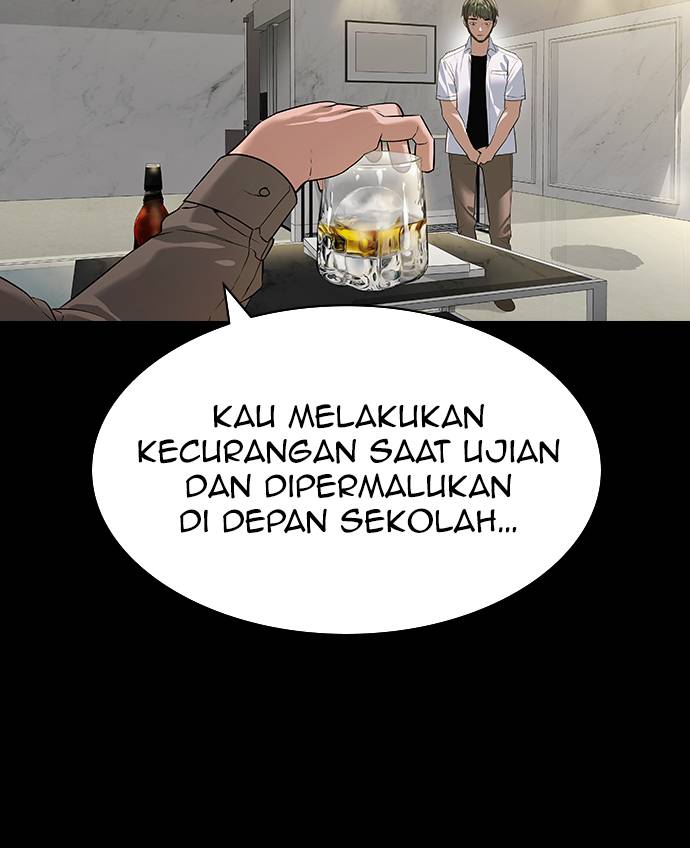 KAU MELAKUKAN
KECURANGAN SAAT UJIAN
DAN DIPERMALUKAN
DI DEPAN SEKOLAH...